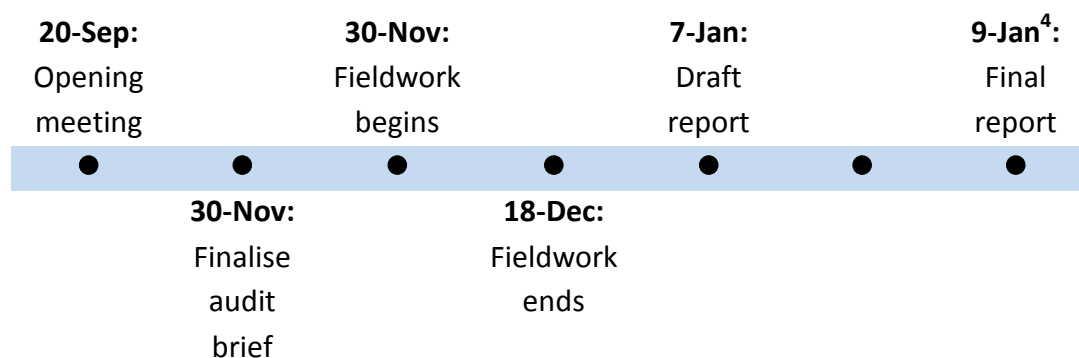 20-Sep:
Opening
meeting
30-Nov:
Fieldwork
begins
7-Jan:
Draft
report
9-Jan⁴:
Final
report
30-Nov:
Finalise
audit
brief
18-Dec:
Fieldwork
ends